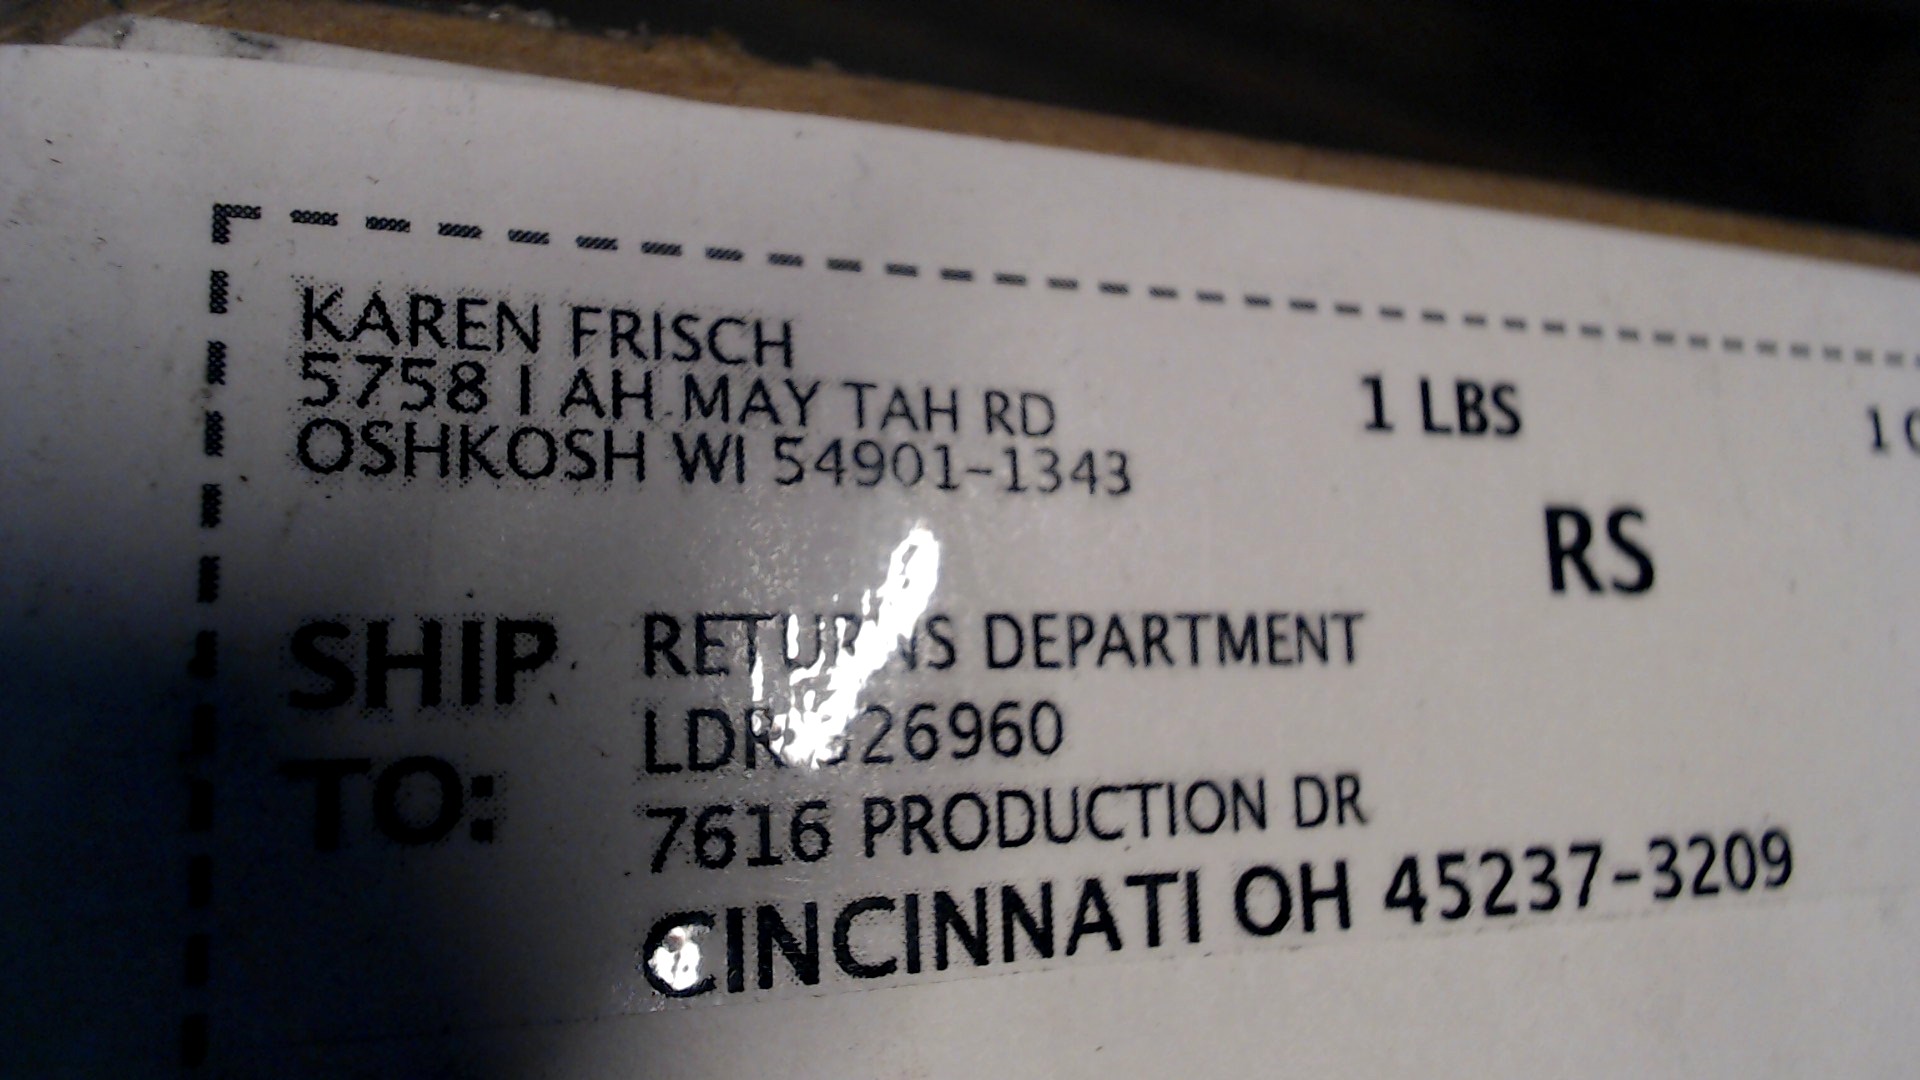 KAREN FRISCH
5758 I AH MAY TAH RD
OSHKOSH WI 54901-1343
1 LBS
RS
SHIP TO:
RETURNS DEPARTMENT
7616 PRODUCTION DR
CINCINNATI OH 45237-3209